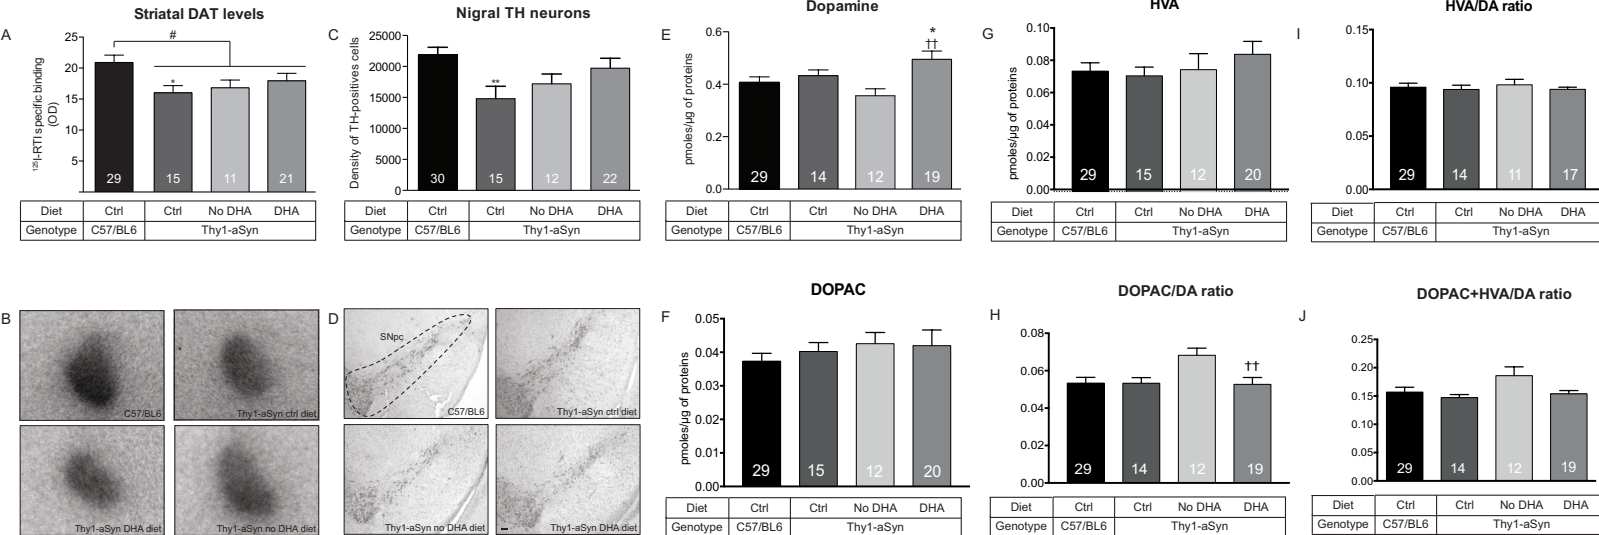 Striatal DAT levels
A
#
*
25
20
15
10
5
¹²⁵I-RTI specific binding
(OD)
29
15
11
21
Diet Ctrl Ctrl No DHA DHA
Genotype C57/BL6 Thy1-aSyn
Nigral TH neurons
C
**
25000
20000
15000
10000
5000
0
Density of TH-positives cells
30
15
12
22
Diet Ctrl Ctrl No DHA DHA
Genotype C57/BL6 Thy1-aSyn
Dopamine
E
*
††
0.6
0.4
0.2
0.0
pmoles/µg of proteins
29
14
12
19
Diet Ctrl Ctrl No DHA DHA
Genotype C57/BL6 Thy1-aSyn
HVA
G
0.10
0.08
0.06
0.04
0.02
0.00
pmoles/µg of proteins
29
15
12
20
Diet Ctrl Ctrl No DHA DHA
Genotype C57/BL6 Thy1-aSyn
HVA/DA ratio
I
0.15
0.10
0.05
0.00
29
14
11
17
Diet Ctrl Ctrl No DHA DHA
Genotype C57/BL6 Thy1-aSyn
B
C57/BL6
Thy1-aSyn ctrl diet
Thy1-aSyn DHA diet
Thy1-aSyn no DHA diet
D
SNpc
C57/BL6
Thy1-aSyn ctrl diet
Thy1-aSyn no DHA diet
Thy1-aSyn DHA diet
DOPAC
F
0.05
0.04
0.03
0.02
0.01
0.00
pmoles/µg of proteins
29
15
12
20
Diet Ctrl Ctrl No DHA DHA
Genotype C57/BL6 Thy1-aSyn
DOPAC/DA ratio
H
††
0.08
0.06
0.04
0.02
0.00
29
14
12
19
Diet Ctrl Ctrl No DHA DHA
Genotype C57/BL6 Thy1-aSyn
DOPAC+HVA/DA ratio
J
0.25
0.20
0.15
0.10
0.05
0.00
29
14
12
19
Diet Ctrl Ctrl No DHA DHA
Genotype C57/BL6 Thy1-aSyn